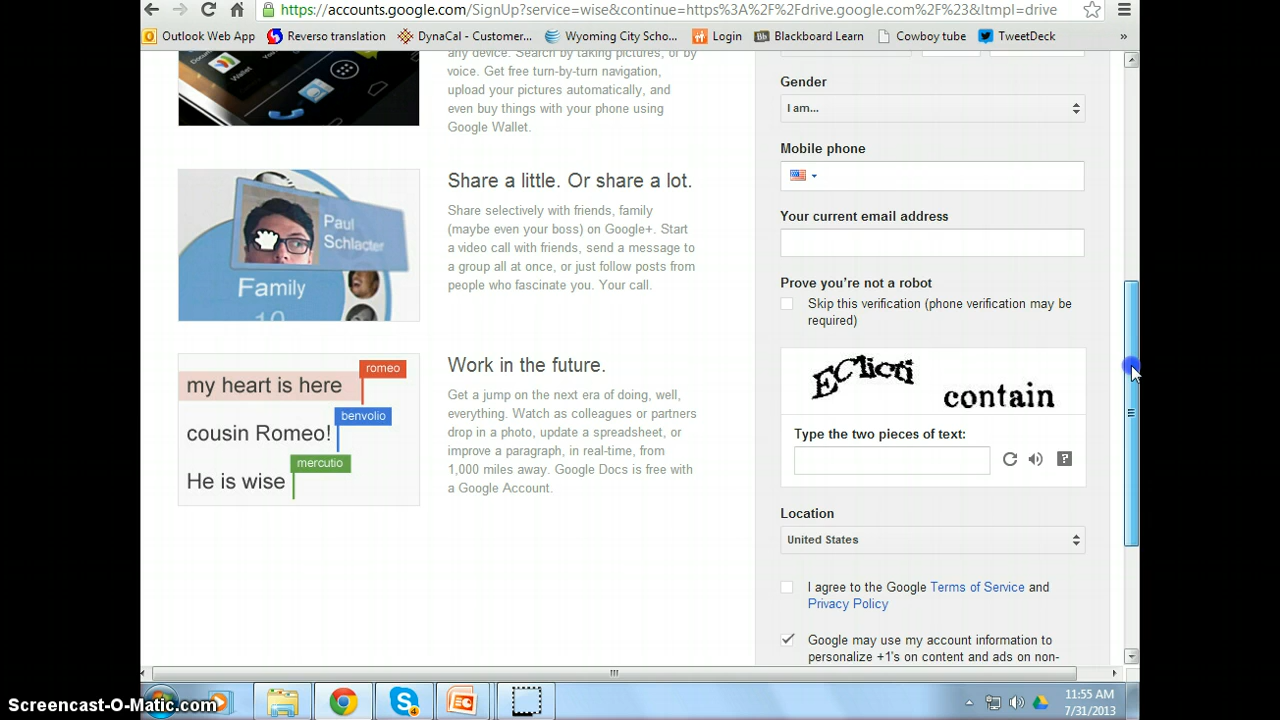 https://accounts.google.com/SignUp?service=wise&continue=https%3A%2F%2Fdrive.google.com%2F%23&ltmpl=drive
Outlook Web App
Reverso translation
DynaCal - Customer...
Wyoming City Scho...
Login
Blackboard Learn
Cowboy tube
TweetDeck
»
Wallet
any device. Search by taking pictures, or by
voice. Get free turn-by-turn navigation,
upload your pictures automatically, and
even buy things with your phone using
Google Wallet.
Paul
Schlacter
Family
10
Share a little. Or share a lot.
Share selectively with friends, family
(maybe even your boss) on Google+. Start
a video call with friends, send a message to
a group all at once, or just follow posts from
people who fascinate you. Your call.
my heart is here
romeo
benvolio
cousin Romeo!
mercutio
He is wise
Work in the future.
Get a jump on the next era of doing, well,
everything. Watch as colleagues or partners
drop in a photo, update a spreadsheet, or
improve a paragraph, in real-time, from
1,000 miles away. Google Docs is free with
a Google Account.
Gender
I am...
Mobile phone
Your current email address
Prove you're not a robot
Skip this verification (phone verification may be
required)
contain
Type the two pieces of text:
?
Location
United States
I agree to the Google Terms of Service and
Privacy Policy
Google may use my account information to
personalize +1's on content and ads on non-
Screencast-O-Matic.com
4
11:55 AM
7/31/2013